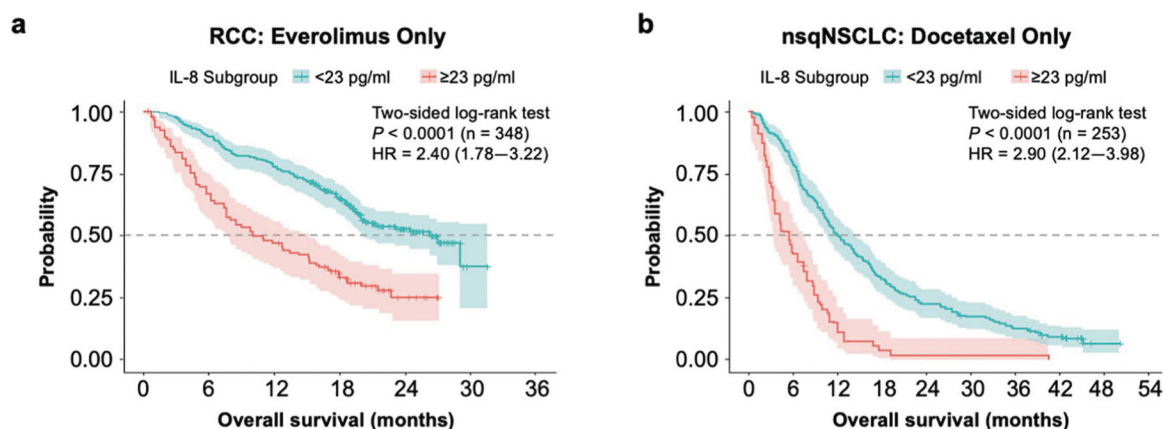 a
RCC: Everolimus Only
IL-8 Subgroup <23 pg/ml ≥23 pg/ml
Two-sided log-rank test
P < 0.0001 (n = 348)
HR = 2.40 (1.78—3.22)
Probability
1.00
0.75
0.50
0.25
0.00
0 6 12 18 24 30 36
Overall survival (months)
b
nsqNSCLC: Docetaxel Only
IL-8 Subgroup <23 pg/ml ≥23 pg/ml
Two-sided log-rank test
P < 0.0001 (n = 253)
HR = 2.90 (2.12—3.98)
Probability
1.00
0.75
0.50
0.25
0.00
0 6 12 18 24 30 36 42 48 54
Overall survival (months)